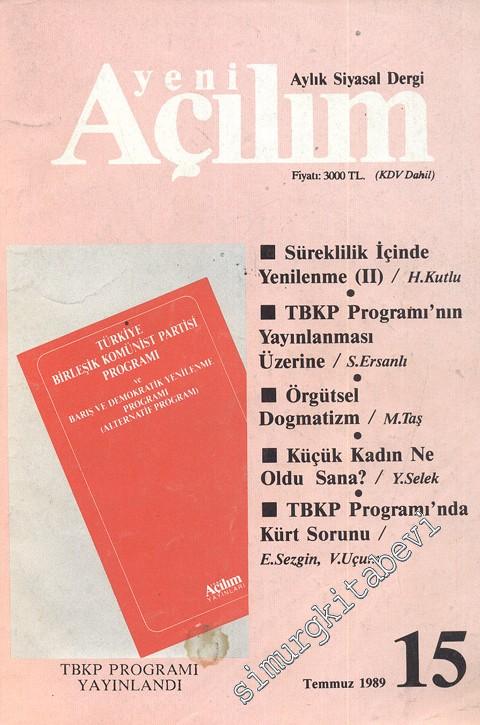 yeni
Açılım
Aylık Siyasal Dergi
Fiyatı: 3000 TL. (KDV Dahil)
■ Süreklilik İçinde
Yenilenme (II) / H.Kutlu
■ TBKP Programı'nın
Yayınlanması
Üzerine / S.Ersanlı
■ Örgütsel
Dogmatizm / M.Taş
■ Küçük Kadın Ne
Oldu Sana? / Y.Selek
■ TBKP Programı'nda
Kürt Sorunu /
E.Sezgin,
TÜRKİYE
BİRLEŞİK KOMÜNİST PARTİSİ
PROGRAMI
ve
BARIŞ VE DEMOKRATİK YENİLENME
PROGRAMI
(ALTERNATİF PROGRAM)
Açılım
YAYINLARI
TBKP PROGRAMI
YAYINLANDI
Temmuz 1989
15
simurgkitabevi